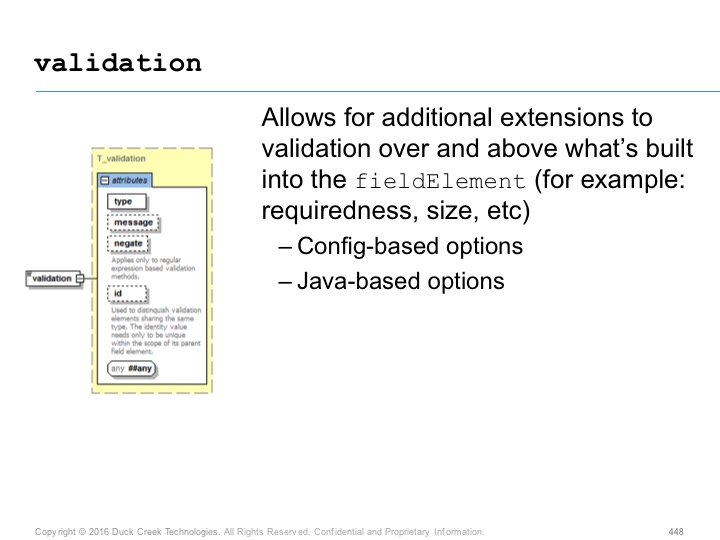 validation
Allows for additional extensions to
validation over and above what’s built
into the fieldElement (for example:
requiredness, size, etc)
– Config-based options
– Java-based options
T_validation
attributes
type
message
negate
Applies only to regular
expression based validation
methods.
validation
id
Used to distinquish validation
elements sharing the same
type. The identity value
needs only to be unique
within the scope of its parent
field element.
any ##any
Copyright © 2016 Duck Creek Technologies. All Rights Reserved. Confidential and Proprietary Information.
448